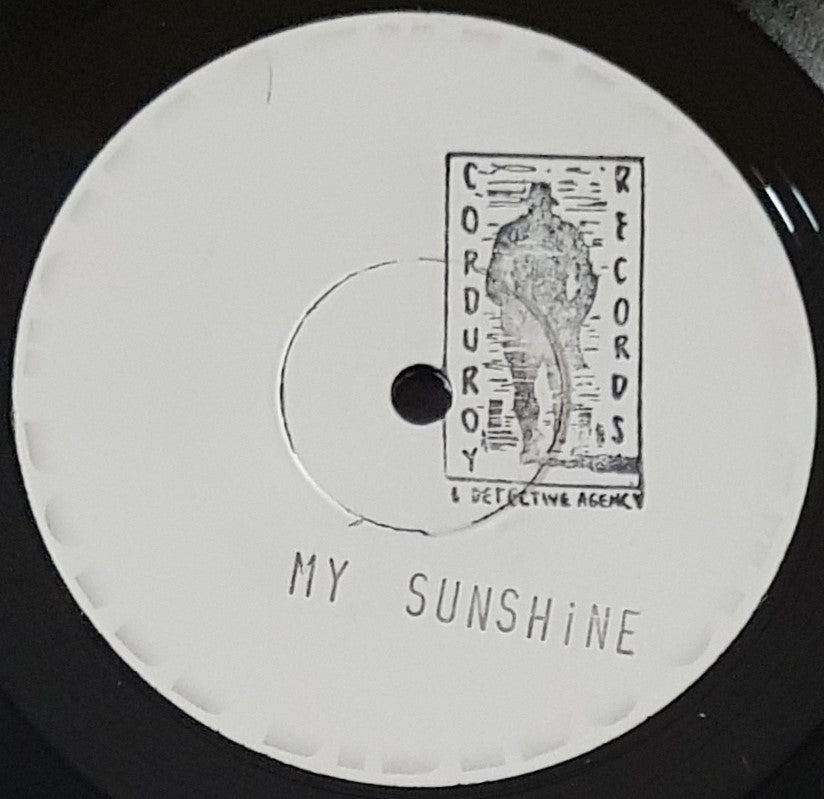 CORDUROY
RECORDS
& DETECTIVE AGENCY
MY SUNSHiNE